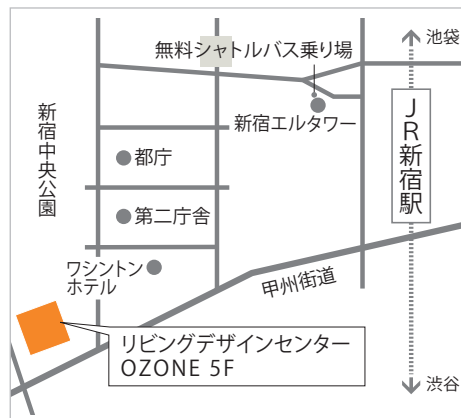 無料シャトルバス乗り場
池袋
新宿エルタワー
新宿中央公園
JR新宿駅
都庁
第二庁舎
ワシントン
ホテル
甲州街道
リビングデザインセンター
OZONE 5F
渋谷